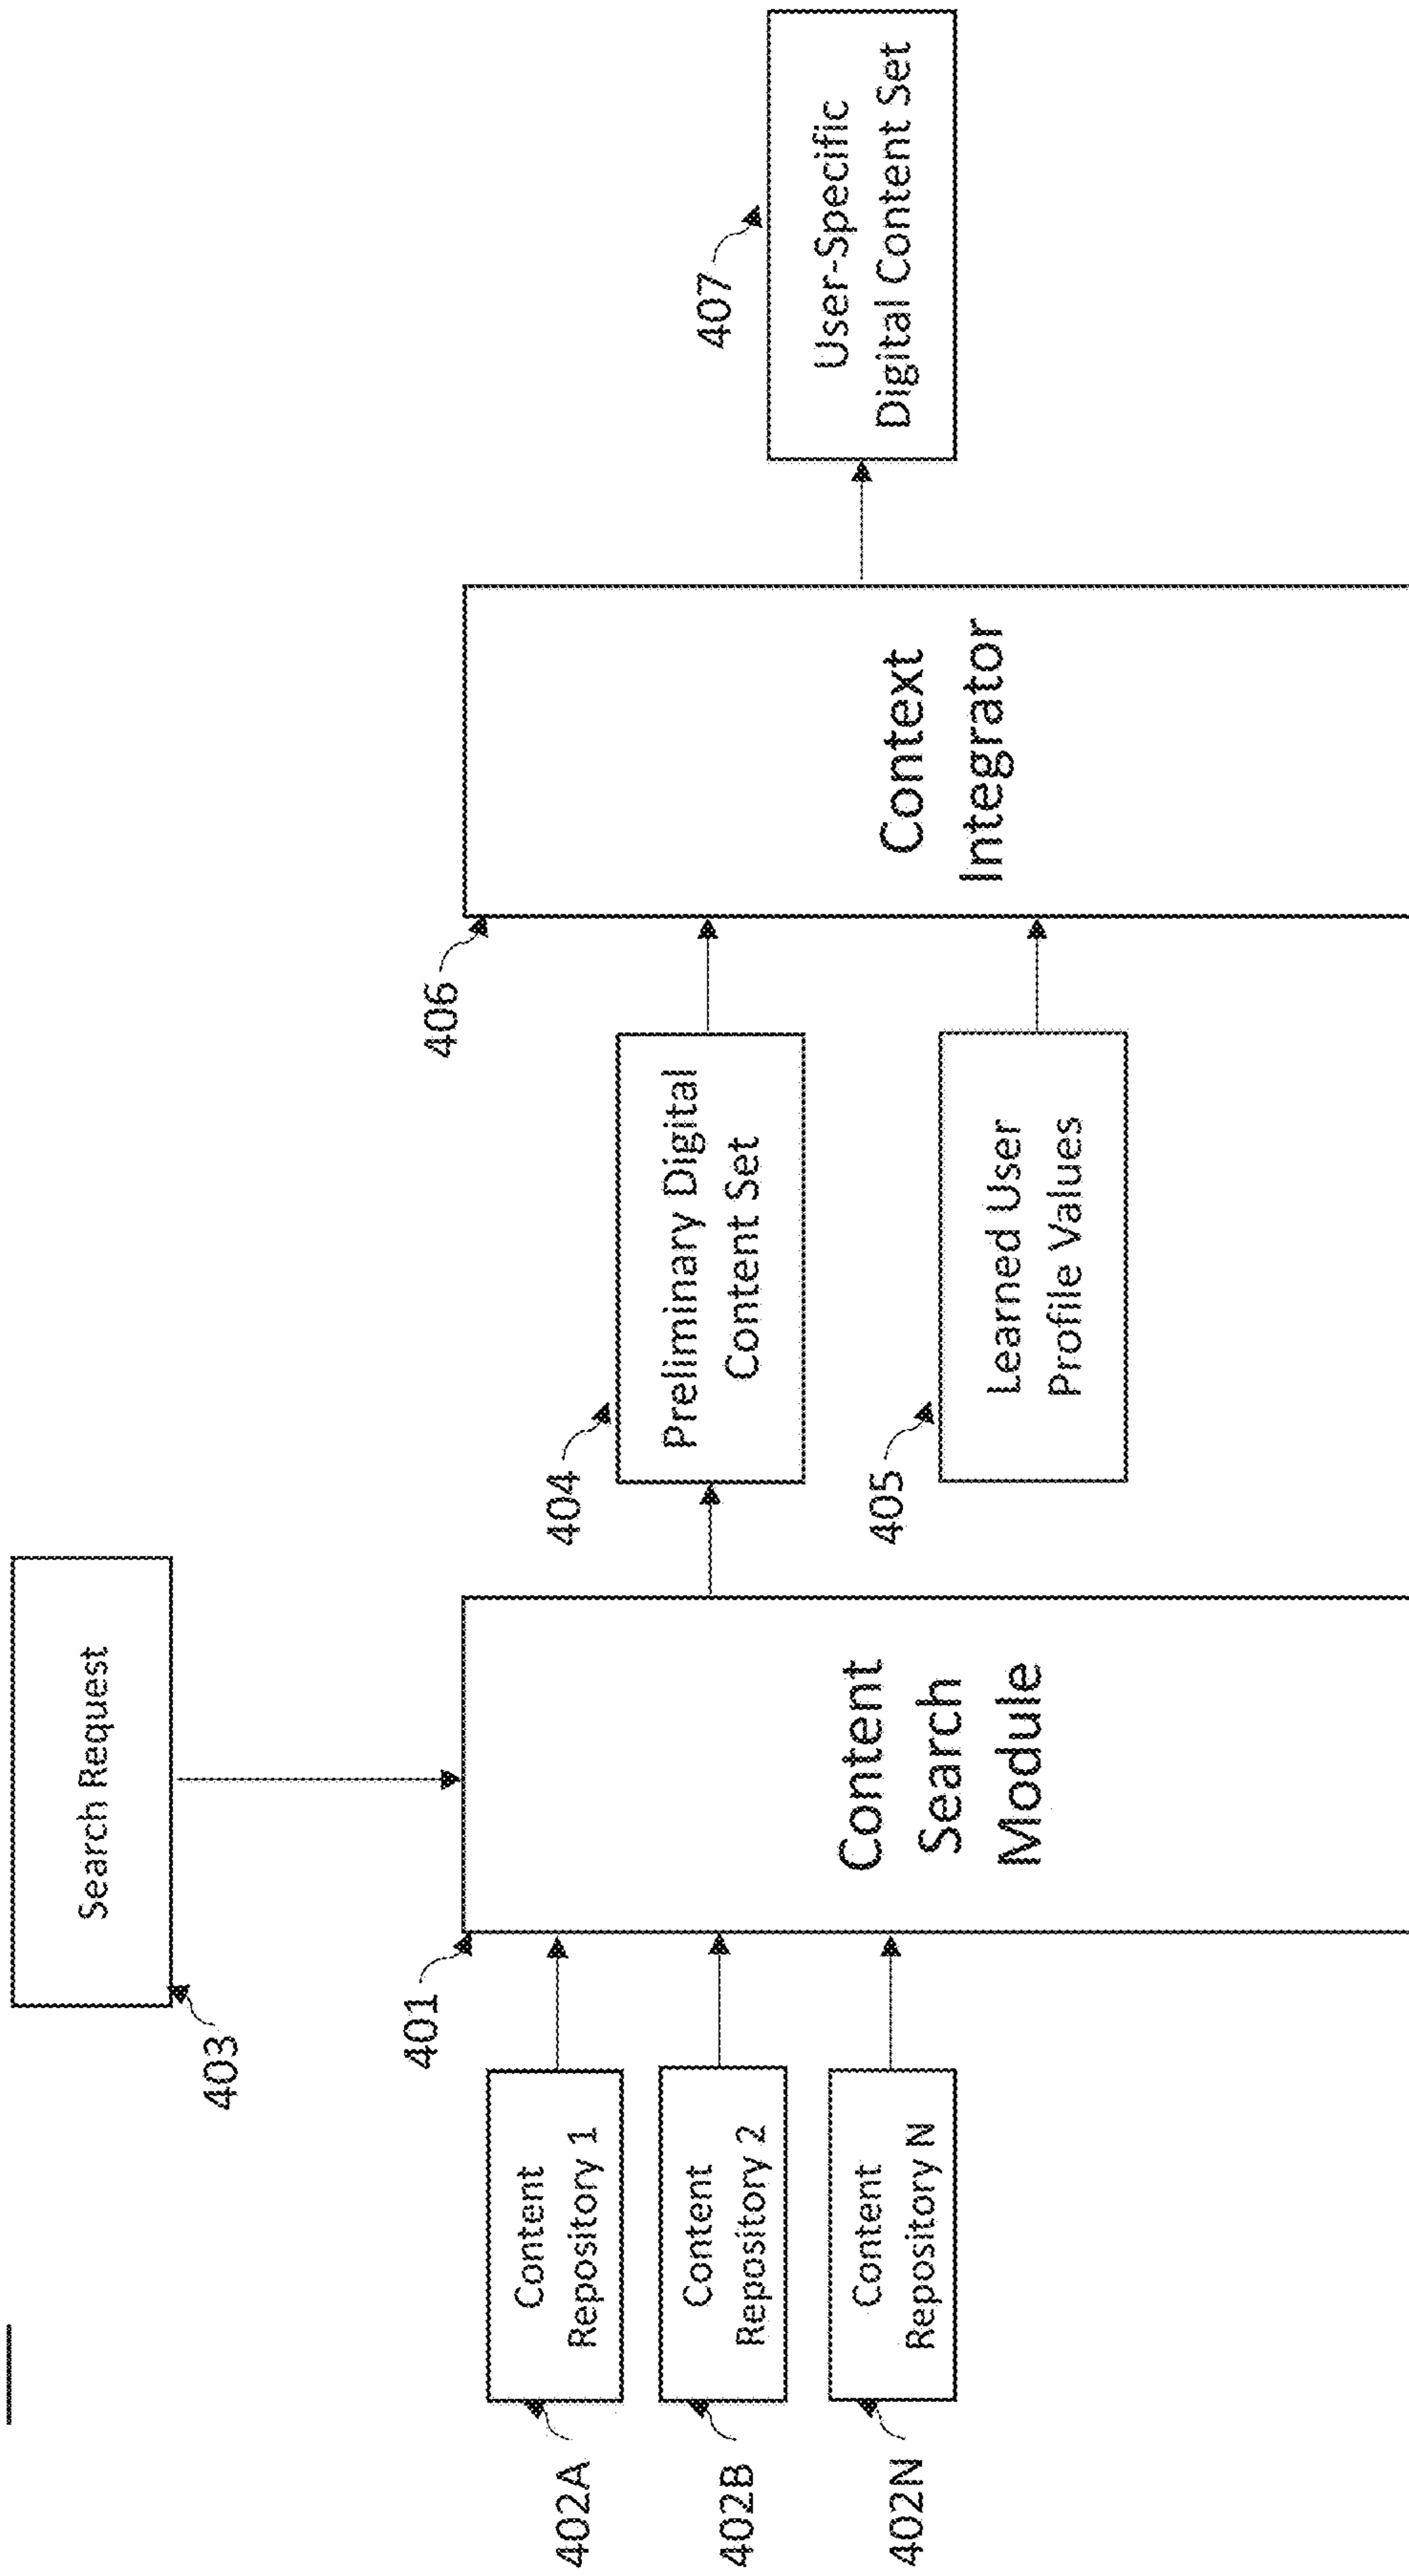 Search Request
403
401
Content
Repository 1
402A
Content
Repository 2
402B
Content
Repository N
402N
Content
Search
Module
404
Preliminary Digital
Content Set
405
Learned User
Profile Values
406
Context
Integrator
407
User-Specific
Digital Content Set